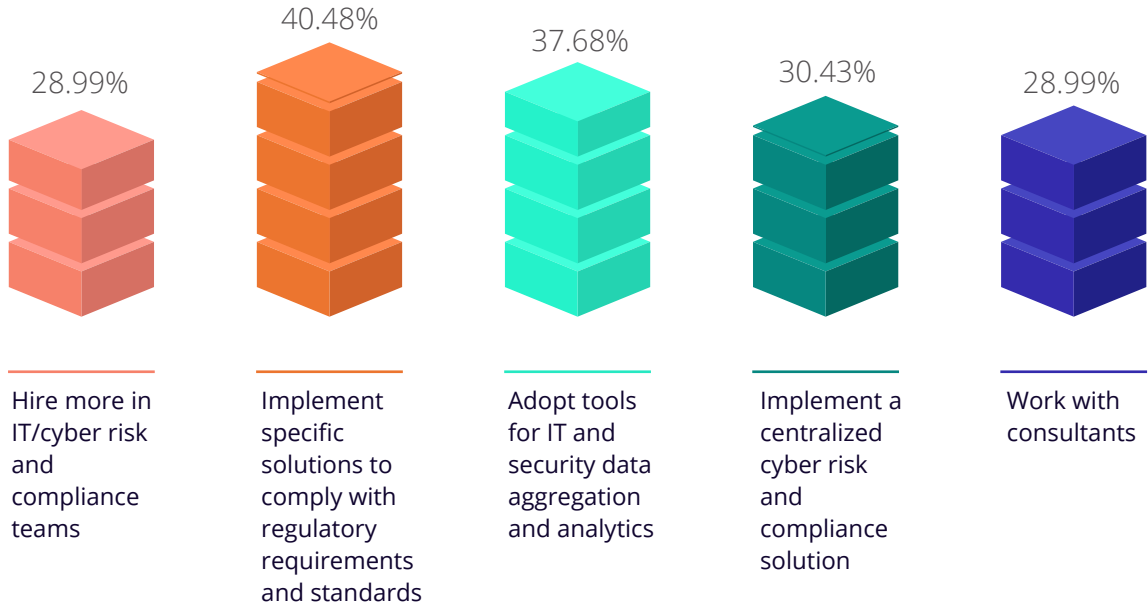 28.99%
40.48%
37.68%
30.43%
28.99%
Hire more in
IT/cyber risk
and
compliance
teams
Implement
specific
solutions to
comply with
regulatory
requirements
and standards
Adopt tools
for IT and
security data
aggregation
and analytics
Implement a
centralized
cyber risk
and
compliance
solution
Work with
consultants